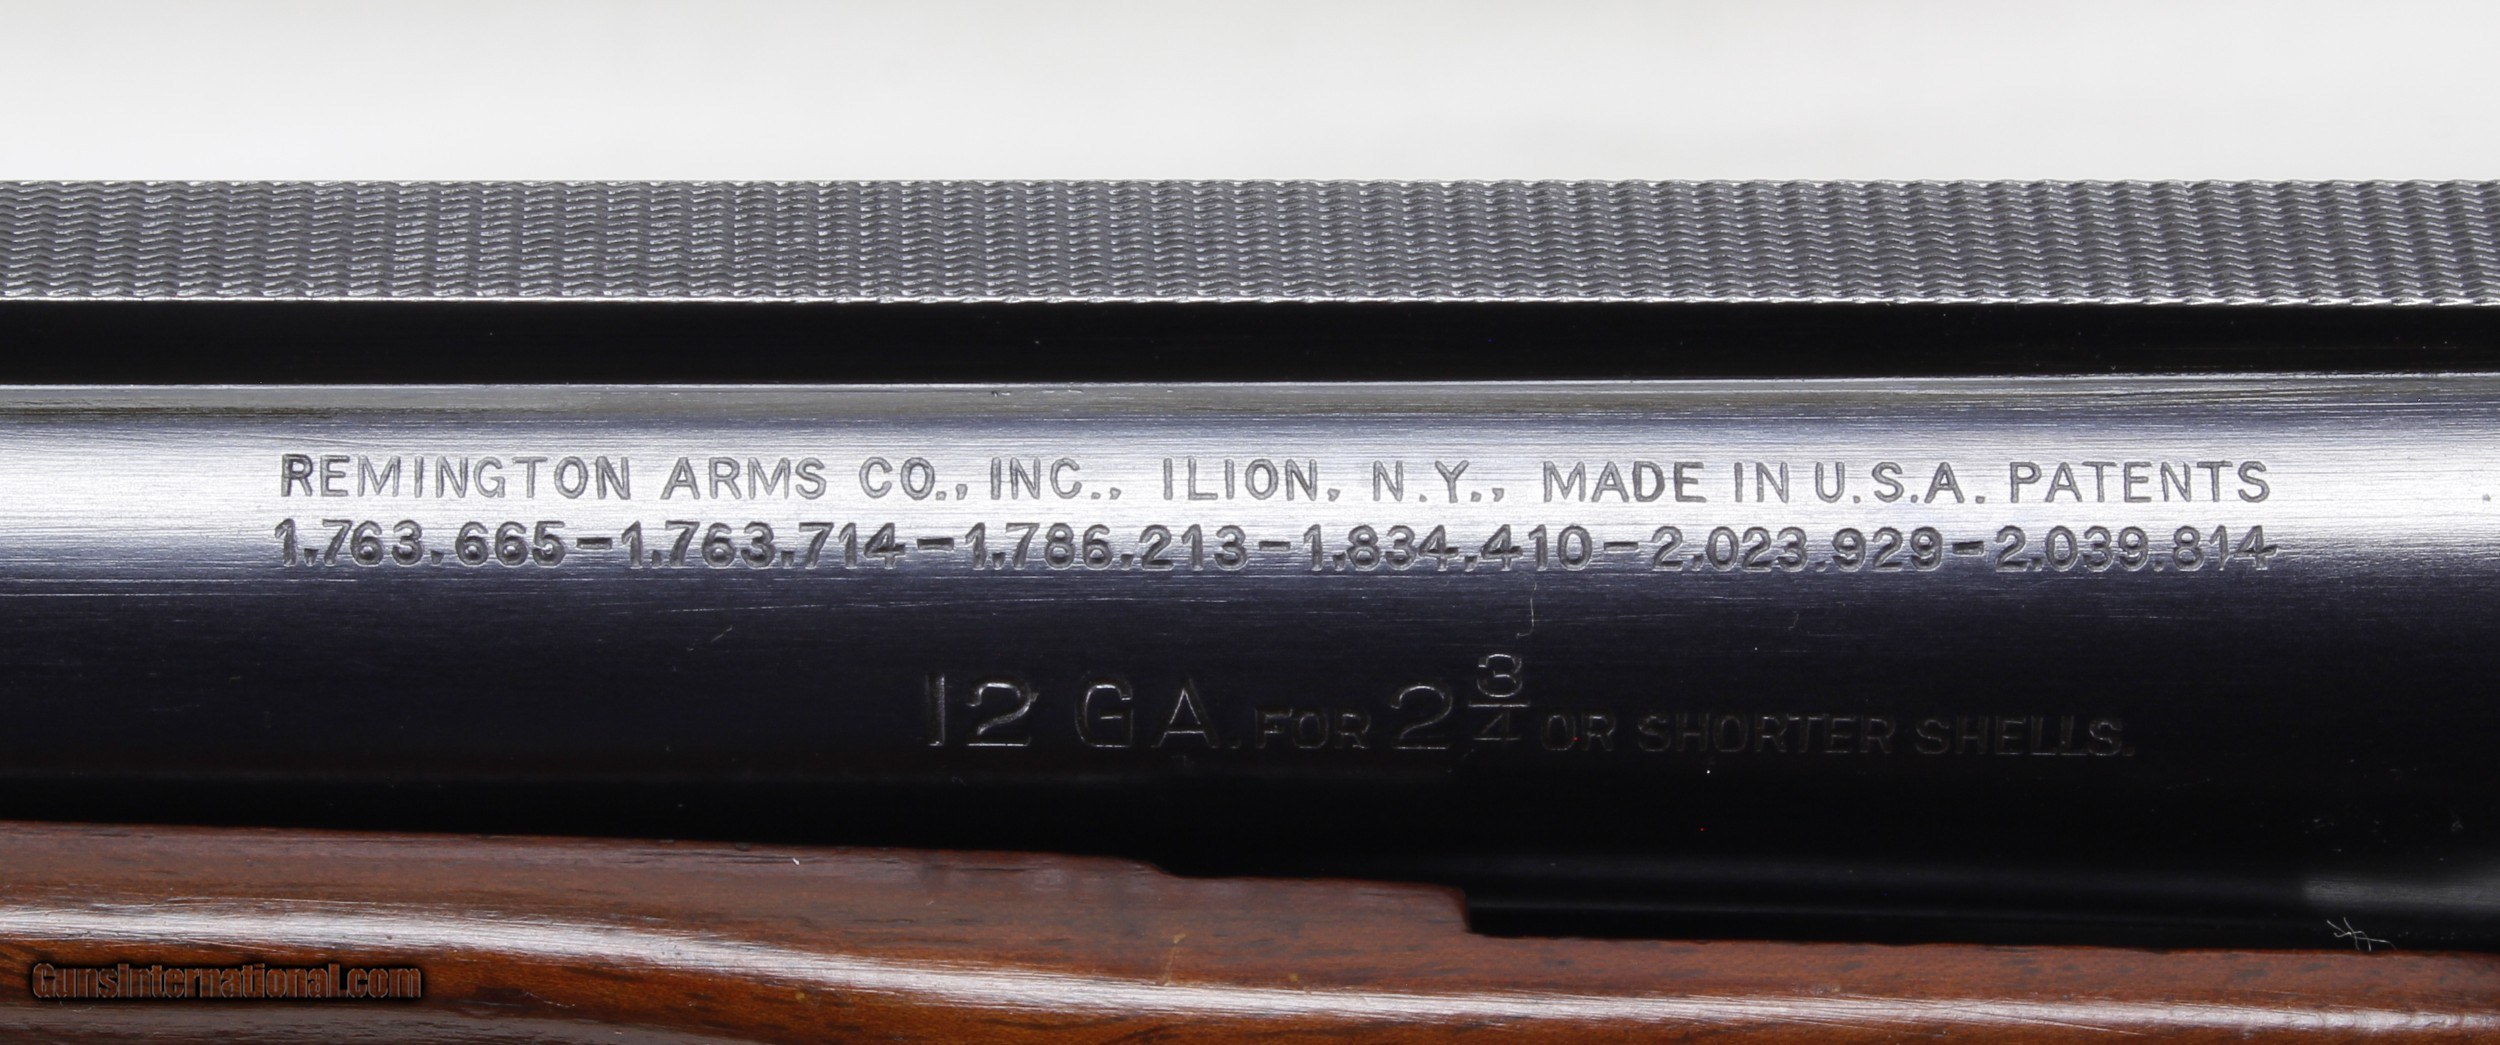 REMINGTON ARMS CO., INC., ILION, N.Y., MADE IN U.S.A. PATENTS
1,763,665-1,763,714-1,786,213-1,834,410-2,023,929-2,039,814
12 GA. FOR 2 3/4 OR SHORTER SHELLS.
GunsInternational.com